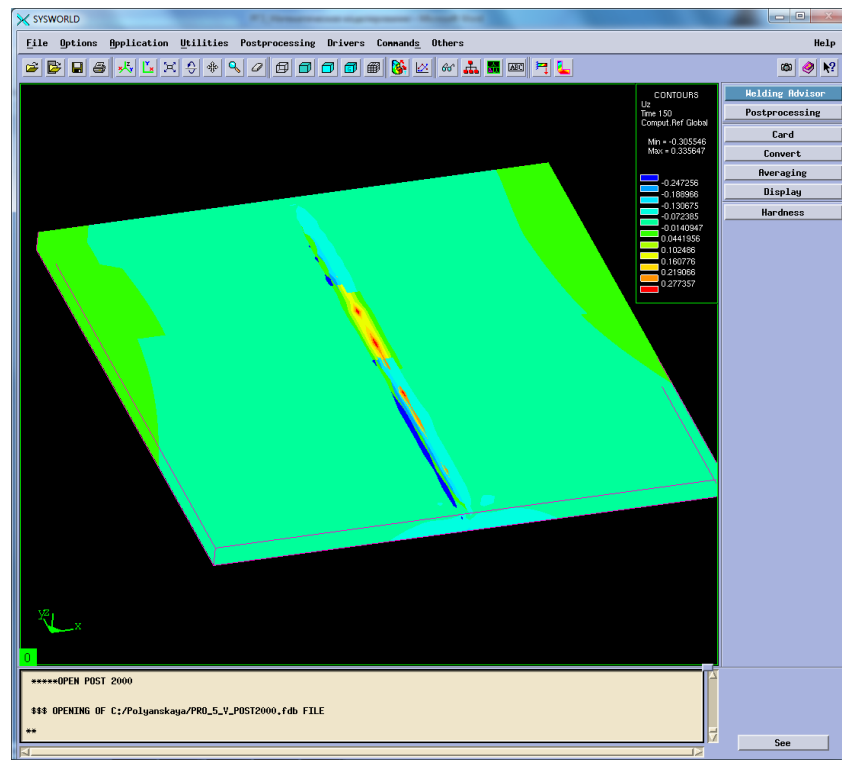 SYSWORLD
File Options Application Utilities Postprocessing Drivers Commands Others Help
CONTOURS
Uz
Time 150
Comput.Ref Global
Min = -0.305546
Max = 0.335647
-0.247256
-0.188966
-0.130675
-0.072385
-0.0140947
0.0441956
0.102486
0.160776
0.219066
0.277357
Welding Advisor
Postprocessing
Card
Convert
Averaging
Display
Hardness
yz
x
0
*****OPEN POST 2000
$$$ OPENING OF C:/Polyanskaya/PRO_5_V_POST2000.fdb FILE
**
See